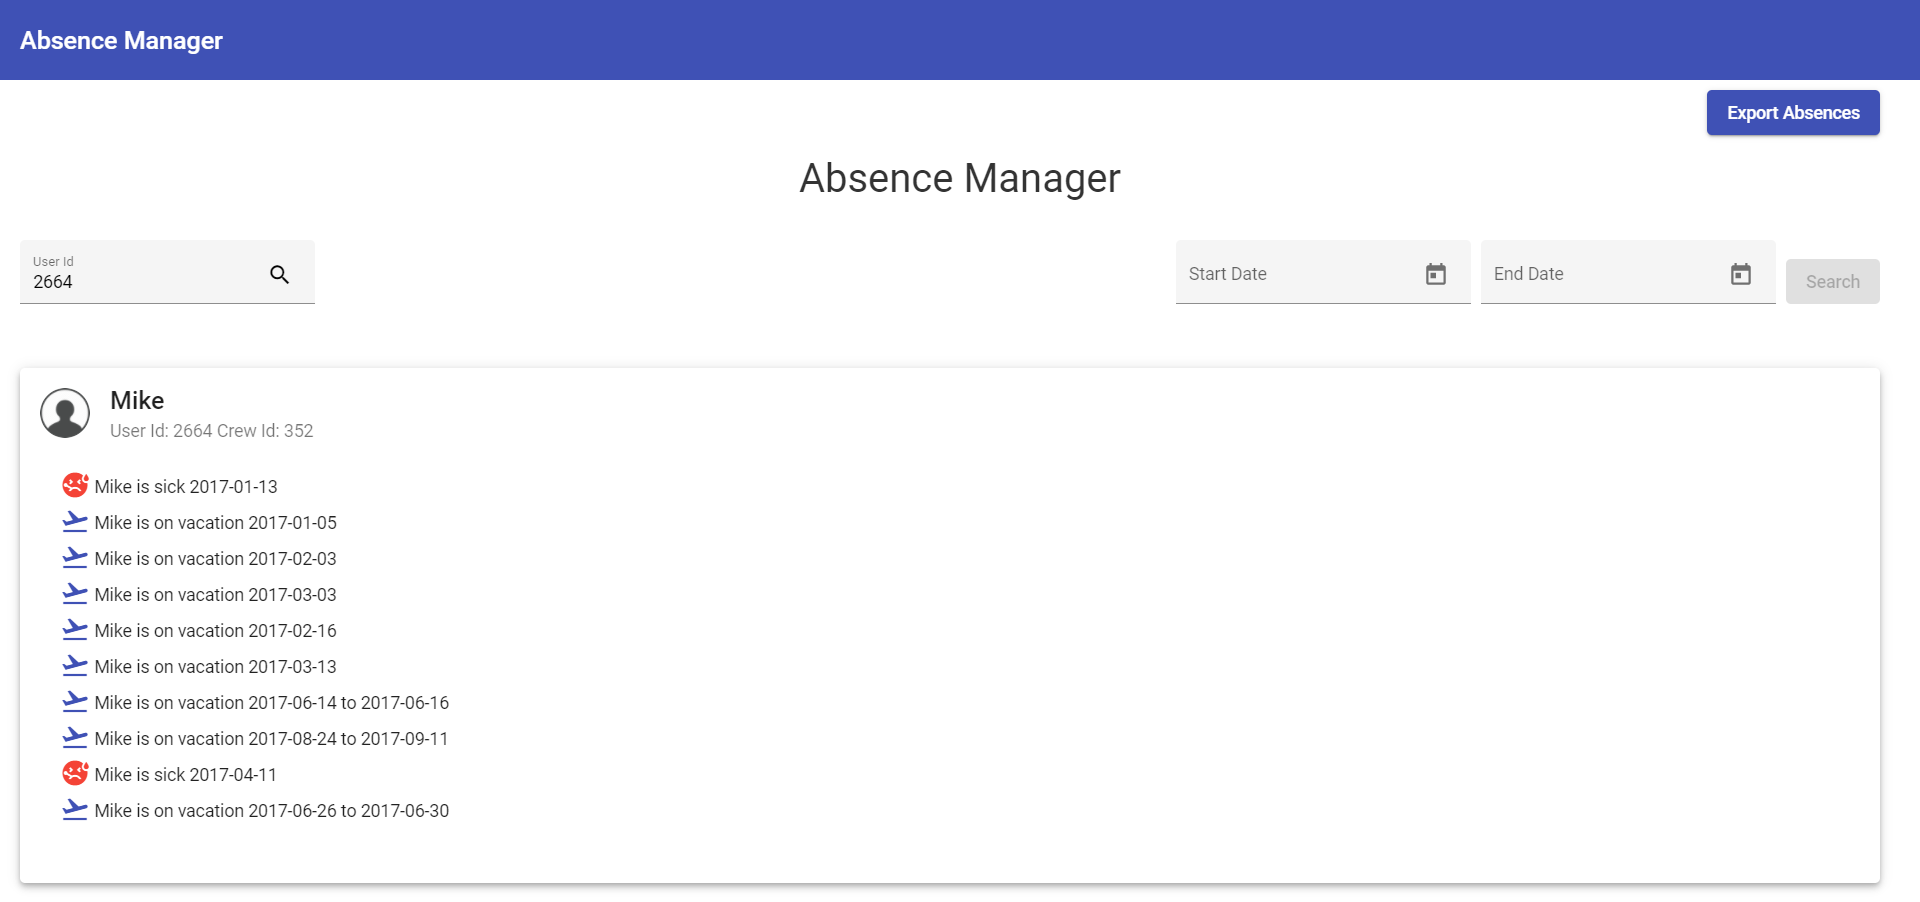 Absence Manager
Export Absences
Absence Manager
User Id
2664
Start Date
End Date
Search
Mike
User Id: 2664 Crew Id: 352
Mike is sick 2017-01-13
Mike is on vacation 2017-01-05
Mike is on vacation 2017-02-03
Mike is on vacation 2017-03-03
Mike is on vacation 2017-02-16
Mike is on vacation 2017-03-13
Mike is on vacation 2017-06-14 to 2017-06-16
Mike is on vacation 2017-08-24 to 2017-09-11
Mike is sick 2017-04-11
Mike is on vacation 2017-06-26 to 2017-06-30